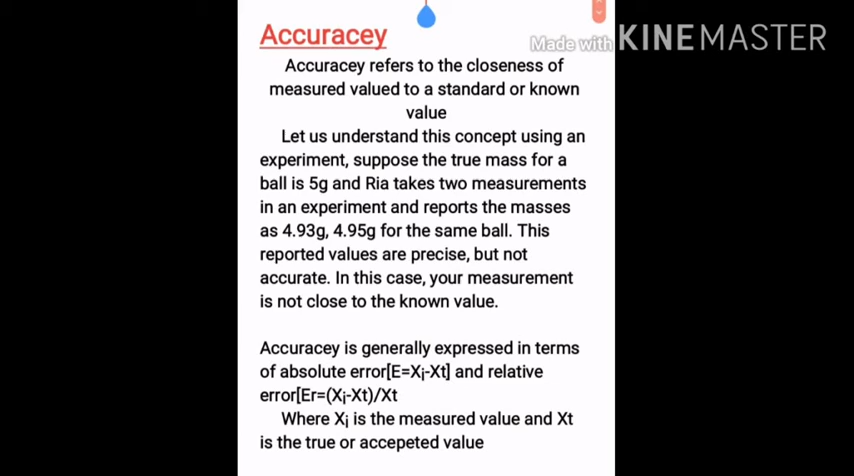 Accuracey
Made with KINEMASTER
Accuracey refers to the closeness of
measured valued to a standard or known
value
Let us understand this concept using an
experiment, suppose the true mass for a
ball is 5g and Ria takes two measurements
in an experiment and reports the masses
as 4.93g, 4.95g for the same ball. This
reported values are precise, but not
accurate. In this case, your measurement
is not close to the known value.
Accuracey is generally expressed in terms
of absolute error[E=Xi-Xt] and relative
error[Er=(Xi-Xt)/Xt
Where Xi is the measured value and Xt
is the true or accepeted value